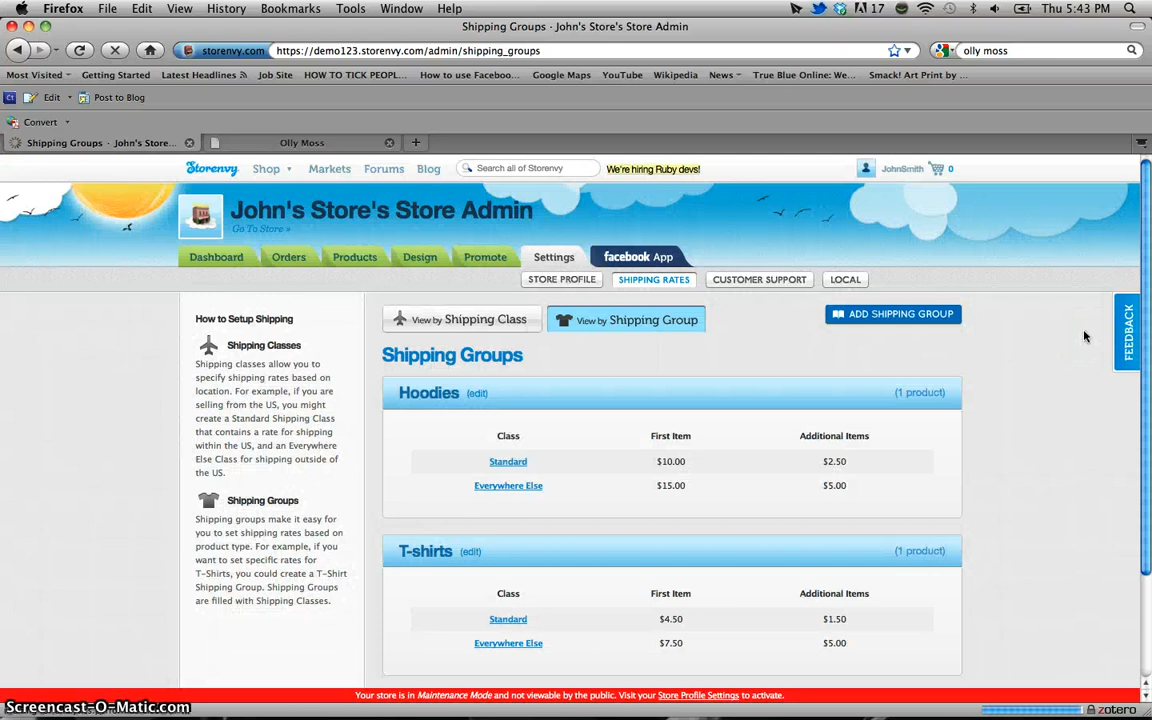 Firefox File Edit View History Bookmarks Tools Window Help 17 Thu 5:43 PM
Shipping Groups - John's Store's Store Admin
storenvy.com https://demo123.storenvy.com/admin/shipping_groups olly moss
Most Visited Getting Started Latest Headlines Job Site HOW TO TICK PEOPL... How to use Faceboo... Google Maps YouTube Wikipedia News True Blue Online: We... Smack! Art Print by ...
Ct Edit Post to Blog
Convert
Shipping Groups - John's Store... Olly Moss
Storenvy Shop Markets Forums Blog Search all of Storenvy We're hiring Ruby devs! JohnSmith 0
John's Store's Store Admin
Go To Store »
Dashboard Orders Products Design Promote Settings facebook App
STORE PROFILE SHIPPING RATES CUSTOMER SUPPORT LOCAL
How to Setup Shipping
Shipping Classes
Shipping classes allow you to
specify shipping rates based on
location. For example, if you are
selling from the US, you might
create a Standard Shipping Class
that contains a rate for shipping
within the US, and an Everywhere
Else Class for shipping outside of
the US.
Shipping Groups
Shipping groups make it easy for
you to set shipping rates based on
product type. For example, if you
want to set specific rates for
T-Shirts, you could create a T-Shirt
Shipping Group. Shipping Groups
are filled with Shipping Classes.
View by Shipping Class View by Shipping Group ADD SHIPPING GROUP
Shipping Groups
Hoodies (edit) (1 product)
Class First Item Additional Items
Standard $10.00 $2.50
Everywhere Else $15.00 $5.00
T-shirts (edit) (1 product)
Class First Item Additional Items
Standard $4.50 $1.50
Everywhere Else $7.50 $5.00
FEEDBACK
Your store is in Maintenance Mode and not viewable by the public. Visit your Store Profile Settings to activate.
Screencast-O-Matic.com zotero